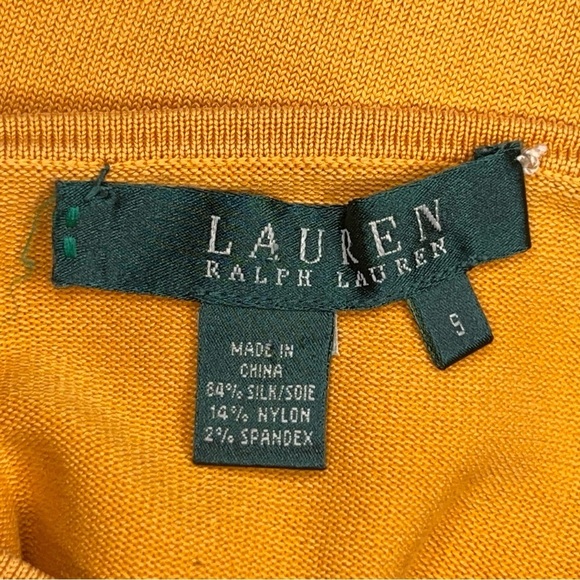 LAUREN
RALPH LAUREN
S
MADE IN
CHINA
84% SILK/SOIE
14% NYLON
2% SPANDEX